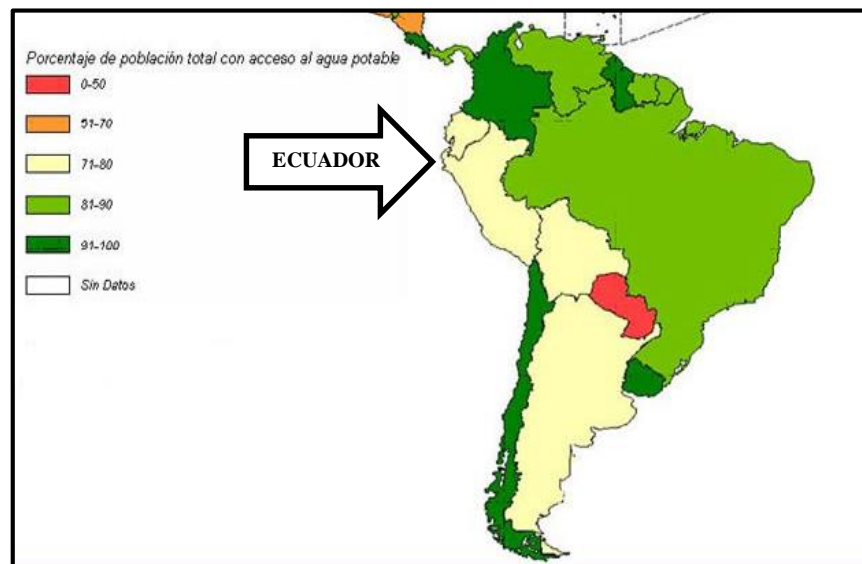 Porcentaje de población total con acceso al agua potable
0-50
51-70
71-80
81-90
91-100
Sin Datos
ECUADOR